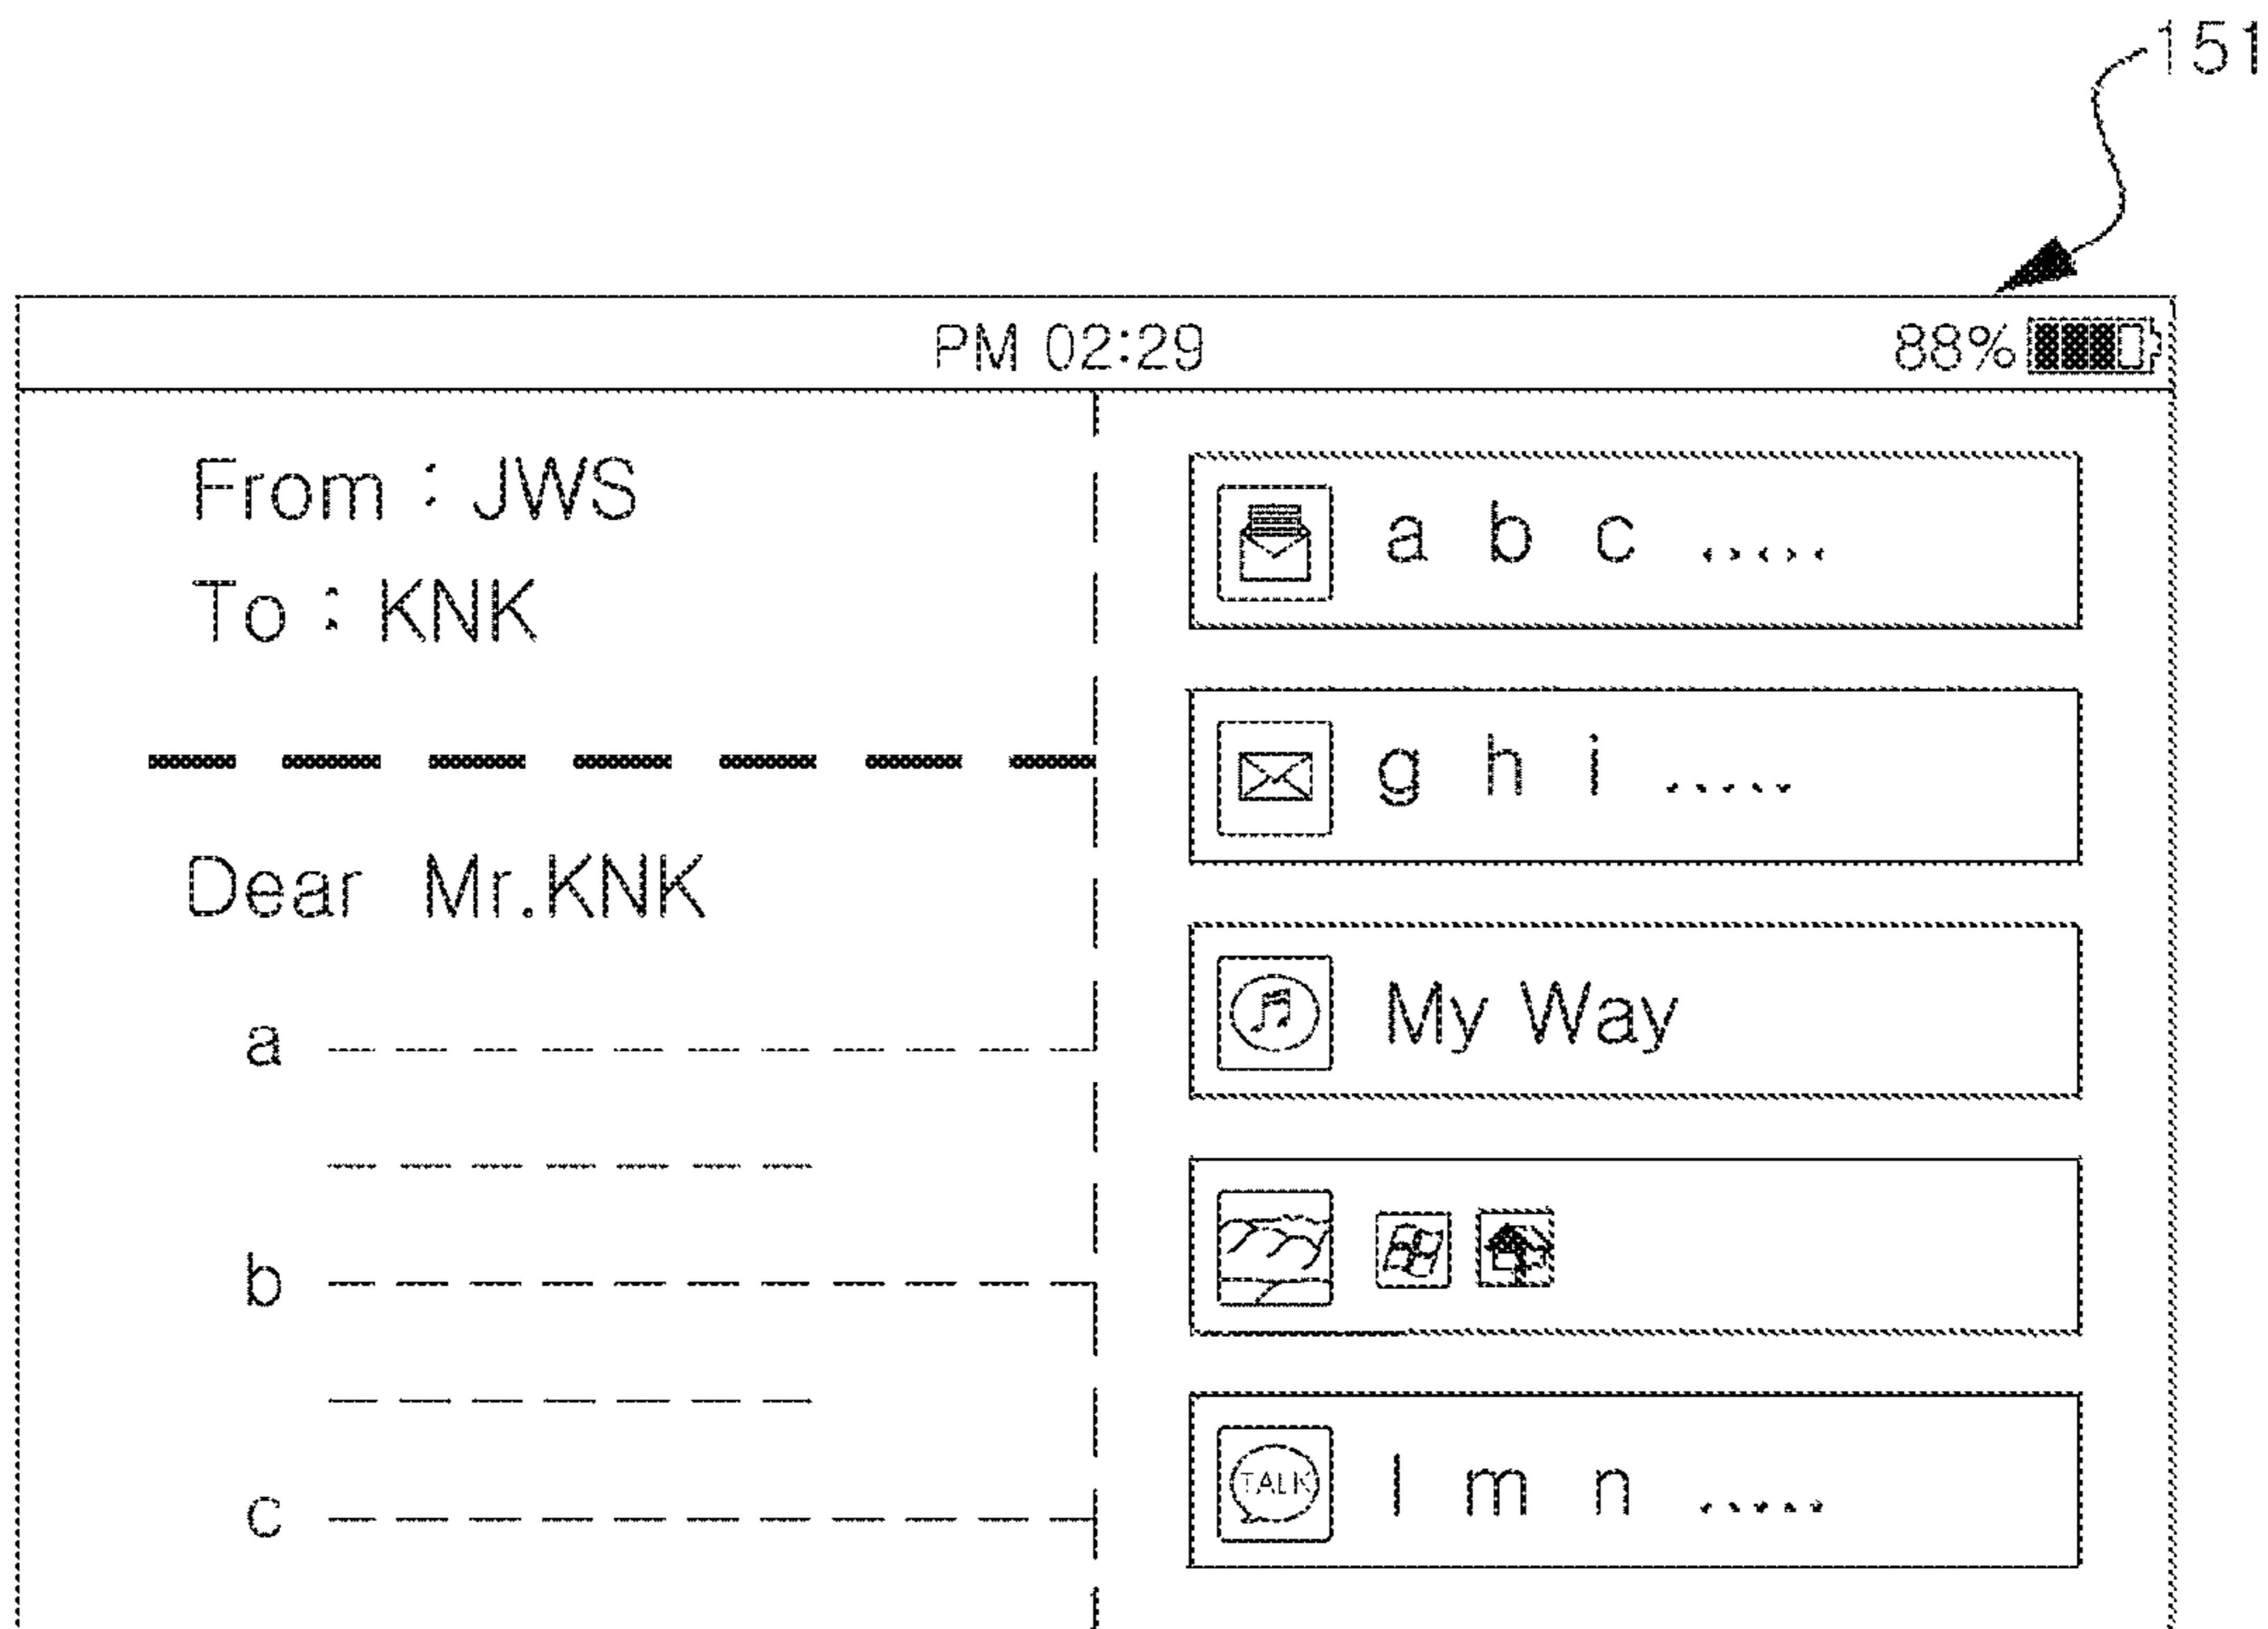 151
PM 02:29 88%
From : JWS
To : KNK
Dear Mr.KNK
a
b
c
a b c .....
g h i .....
My Way
TALK l m n .....